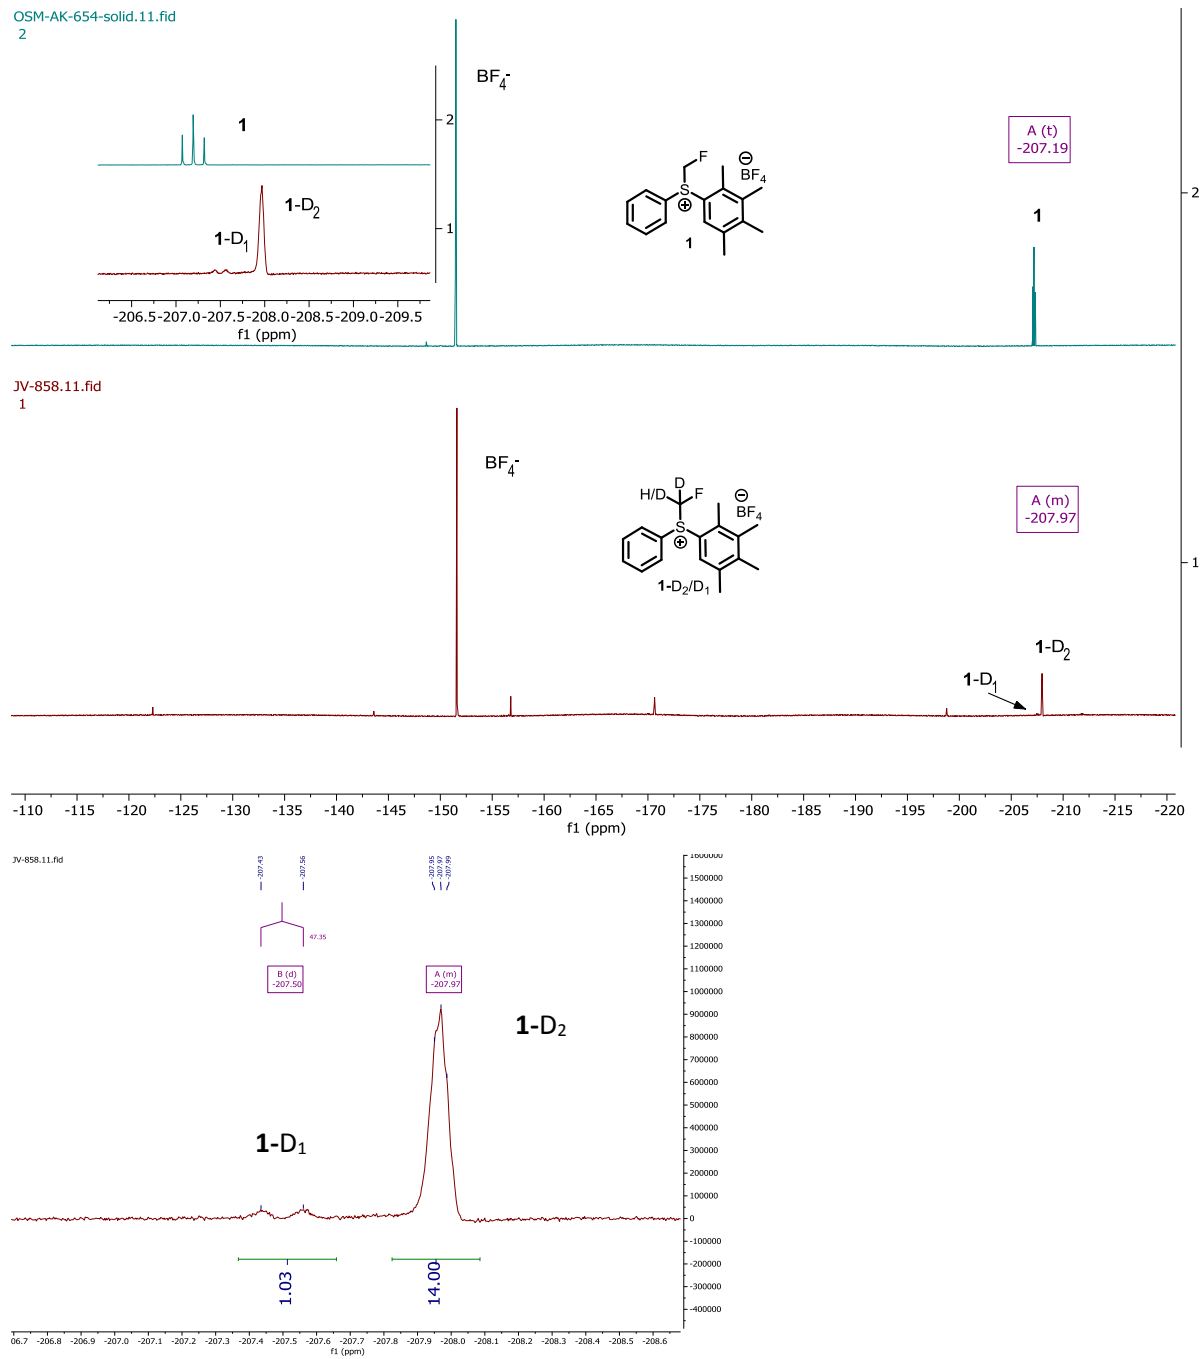 OSM-AK-654-solid.11.fid
2
BF4-
1
2
1-D2
1-D1
1
-206.5 -207.0 -207.5 -208.0 -208.5 -209.0 -209.5
f1 (ppm)
F
S
⊕
⊖
BF4
1
A (t)
-207.19
1
2
JV-858.11.fid
1
BF4-
H/D
D
F
S
⊕
⊖
BF4
1-D2/D1
A (m)
-207.97
1
1-D2
1-D1
-110 -115 -120 -125 -130 -135 -140 -145 -150 -155 -160 -165 -170 -175 -180 -185 -190 -195 -200 -205 -210 -215 -220
f1 (ppm)
JV-858.11.fid
-207.43
-207.56
-207.95
-207.97
-207.99
47.35
B (d)
-207.50
A (m)
-207.97
1-D2
1-D1
1.03
14.00
1600000
1500000
1400000
1300000
1200000
1100000
1000000
900000
800000
700000
600000
500000
400000
300000
200000
100000
0
-100000
-200000
-300000
-400000
06.7 -206.8 -206.9 -207.0 -207.1 -207.2 -207.3 -207.4 -207.5 -207.6 -207.7 -207.8 -207.9 -208.0 -208.1 -208.2 -208.3 -208.4 -208.5 -208.6
f1 (ppm)